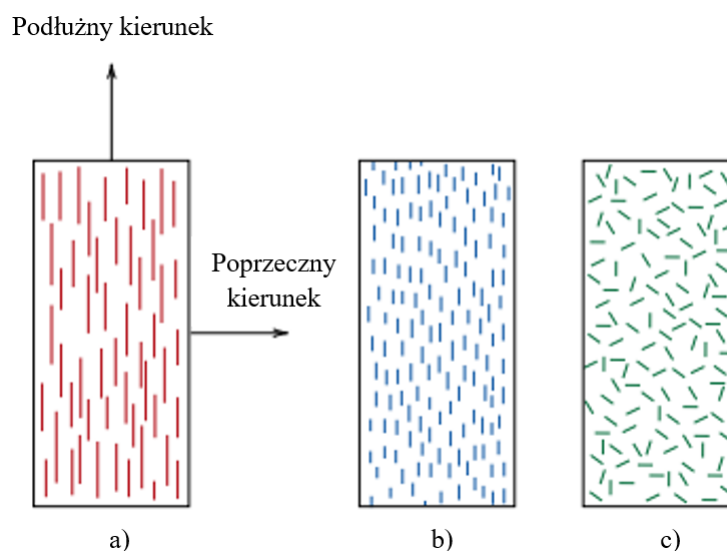 Podłużny kierunek
Poprzeczny
kierunek
a)
b)
c)